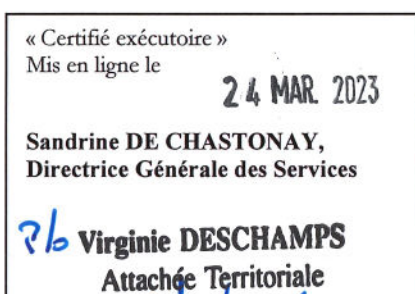 « Certifié exécutoire »
Mis en ligne le
24 MAR. 2023
Sandrine DE CHASTONAY,
Directrice Générale des Services
P/o Virginie DESCHAMPS
Attachée Territoriale